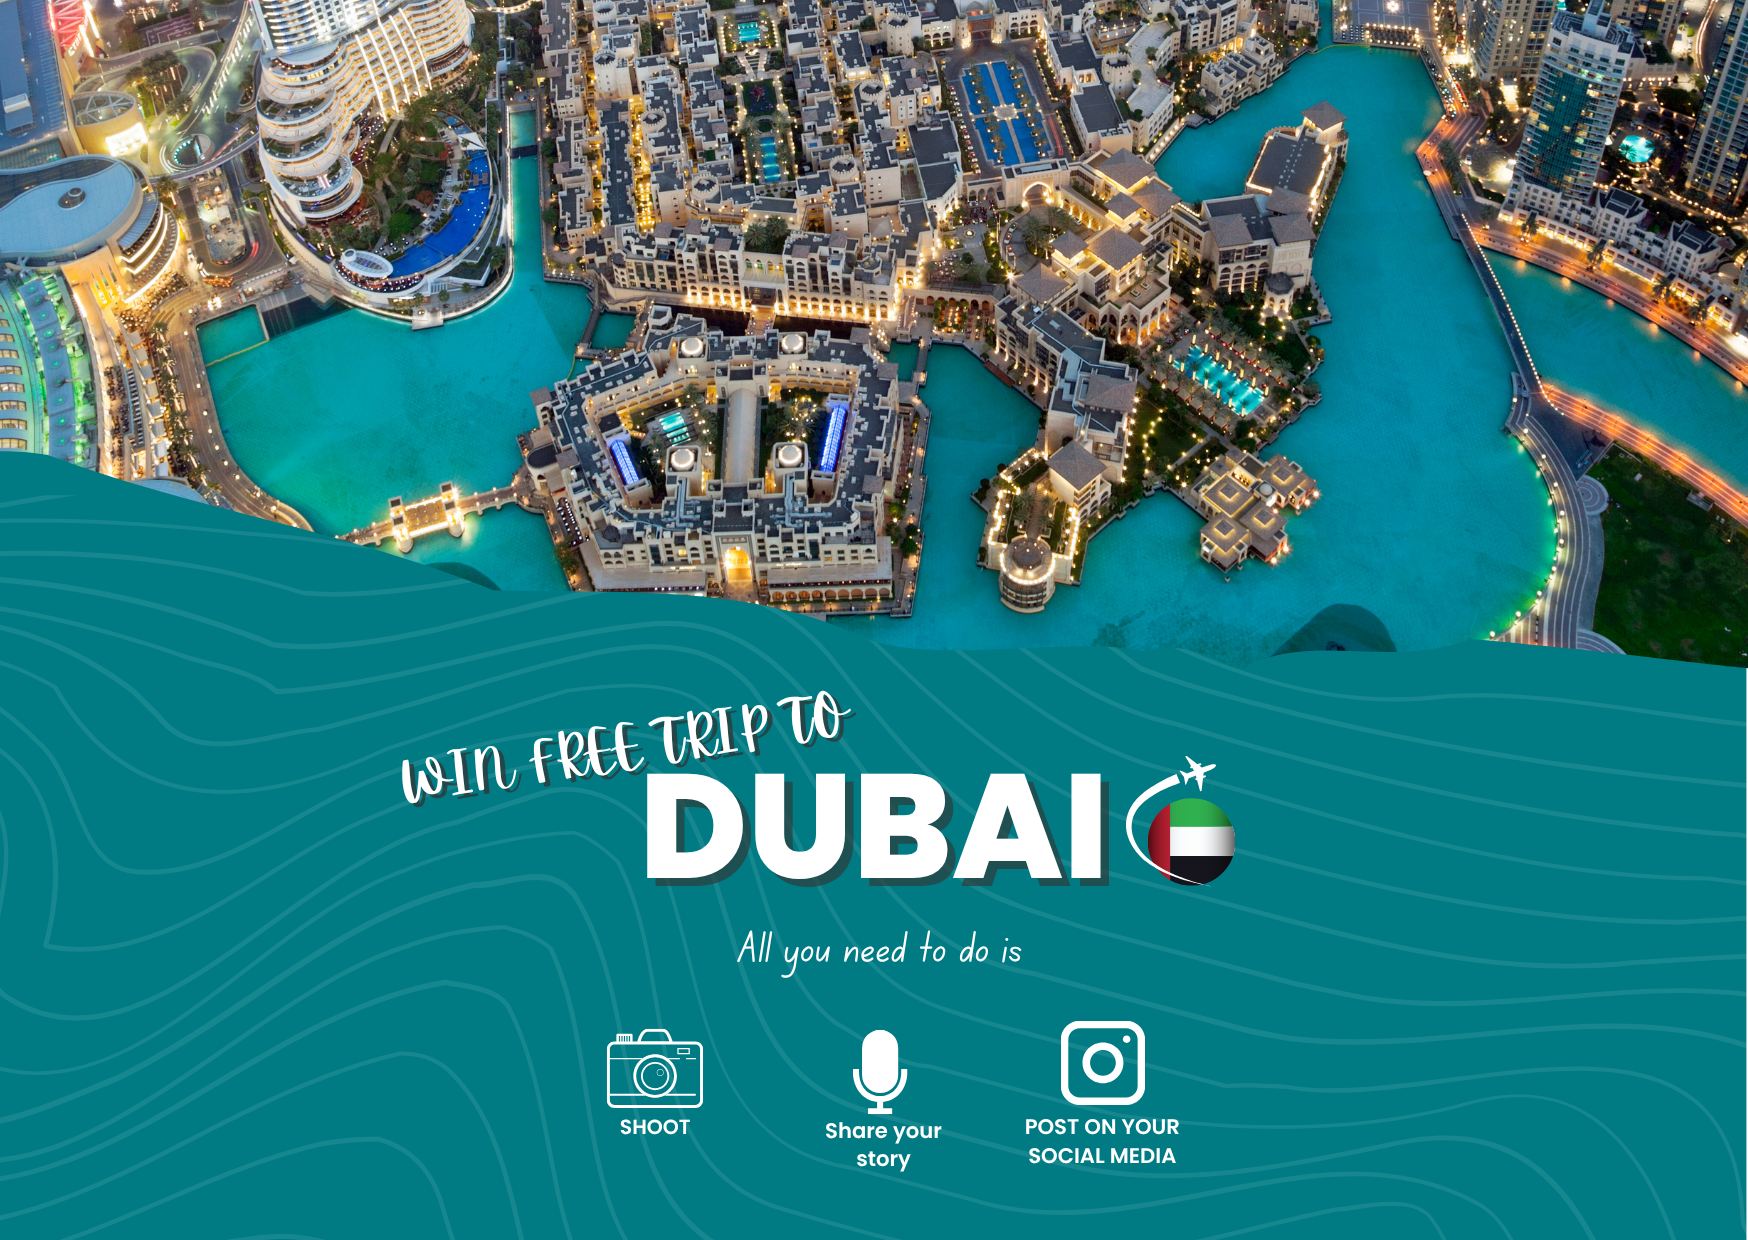 WIN FREE TRIP TO
DUBAI
All you need to do is
SHOOT
Share your
story
POST ON YOUR
SOCIAL MEDIA